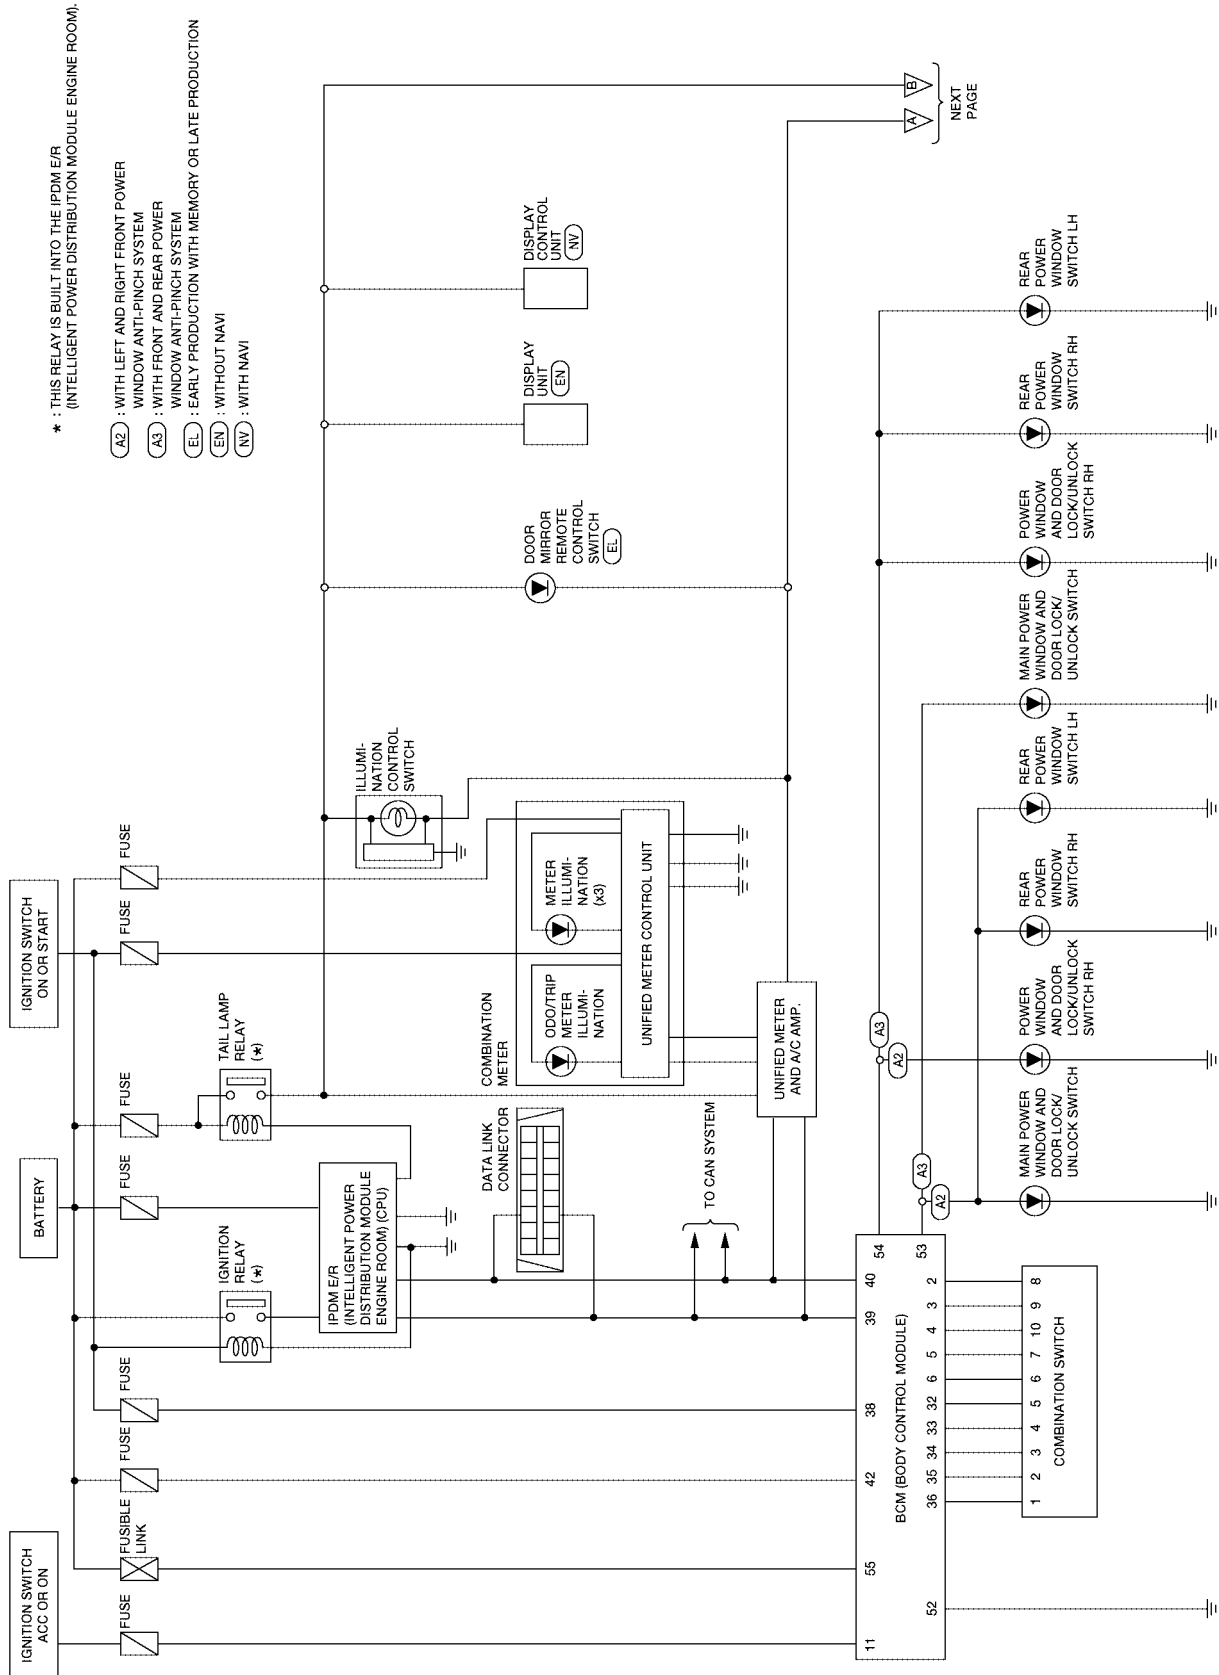 * : THIS RELAY IS BUILT INTO THE IPDM E/R
(INTELLIGENT POWER DISTRIBUTION MODULE ENGINE ROOM).
A2 : WITH LEFT AND RIGHT FRONT POWER
WINDOW ANTI-PINCH SYSTEM
A3 : WITH FRONT AND REAR POWER
WINDOW ANTI-PINCH SYSTEM
EL : EARLY PRODUCTION WITH MEMORY OR LATE PRODUCTION
EN : WITHOUT NAVI
NV : WITH NAVI
IGNITION SWITCH
ACC OR ON
BATTERY
IGNITION SWITCH
ON OR START
FUSE
FUSIBLE
LINK
FUSE
FUSE
IGNITION
RELAY
(*)
FUSE
FUSE
TAIL LAMP
RELAY
(*)
FUSE
FUSE
IPDM E/R
(INTELLIGENT POWER
DISTRIBUTION MODULE
ENGINE ROOM) (CPU)
ILLUMI-
NATION
CONTROL
SWITCH
DATA LINK
CONNECTOR
COMBINATION
METER
ODO/TRIP
METER
ILLUMI-
NATION
METER
ILLUMI-
NATION
(x3)
UNIFIED METER CONTROL UNIT
DOOR
MIRROR
REMOTE
CONTROL
SWITCH
EL
DISPLAY
UNIT
EN
DISPLAY
CONTROL
UNIT
NV
TO CAN SYSTEM
UNIFIED METER
AND A/C AMP.
A
B
NEXT
PAGE
11
55
42
38
39
40
54
53
BCM (BODY CONTROL MODULE)
52
36
35
34
33
32
6
5
4
3
2
1
2
3
4
5
6
7
10
9
8
COMBINATION SWITCH
A3
A2
A3
A2
MAIN POWER
WINDOW AND
DOOR LOCK/
UNLOCK SWITCH
POWER
WINDOW
AND DOOR
LOCK/UNLOCK
SWITCH RH
REAR
POWER
WINDOW
SWITCH RH
REAR
POWER
WINDOW
SWITCH LH
MAIN POWER
WINDOW AND
DOOR LOCK/
UNLOCK SWITCH
POWER
WINDOW
AND DOOR
LOCK/UNLOCK
SWITCH RH
REAR
POWER
WINDOW
SWITCH RH
REAR
POWER
WINDOW
SWITCH LH